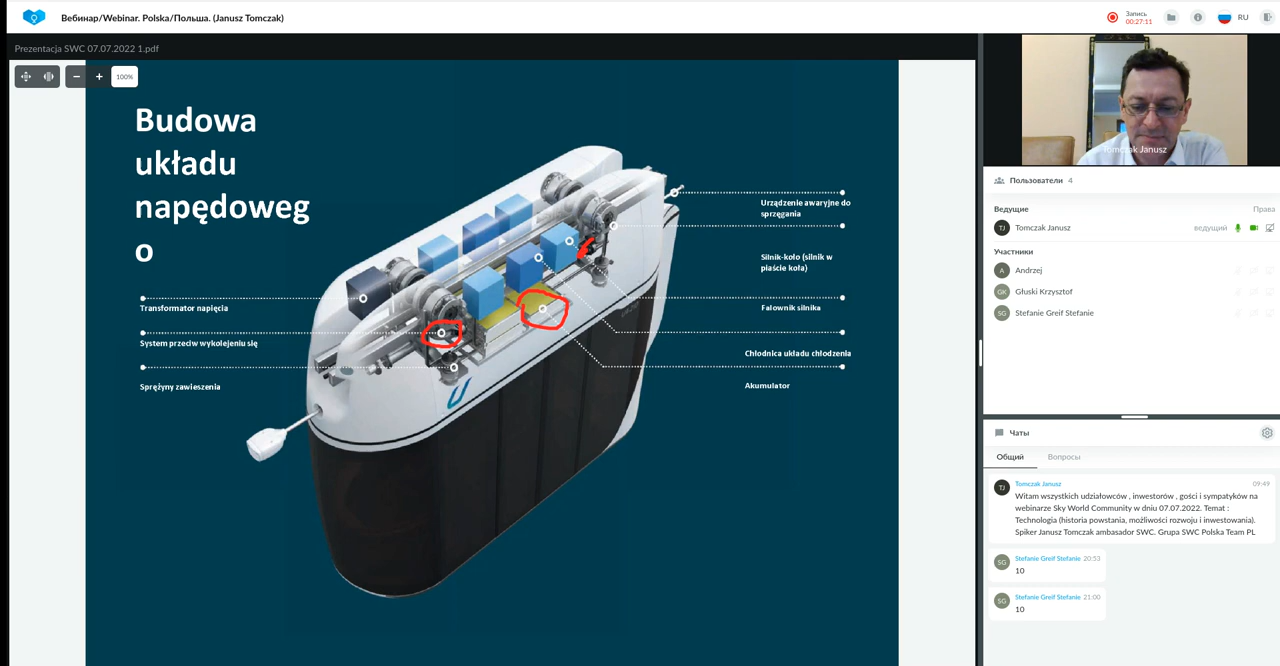 Вебинар/Webinar. Polska/Польша. (Janusz Tomczak)
Запись
00:27:11
RU
Prezentacja SWC 07.07.2022 1.pdf
100%
Budowa
układu
napędoweg
o
Transformator napięcia
System przeciw wykolejeniu się
Sprężyny zawieszenia
Urządzenie awaryjne do
sprzęgania
Silnik-koło (silnik w
piaście koła)
Falownik silnika
Chłodnica układu chłodzenia
Akumulator
Tomczak Janusz
Пользователи 4
Ведущие Права
TJ Tomczak Janusz ведущий
Участники
A Andrzej
GK Głuski Krzysztof
SG Stefanie Greif Stefanie
Чаты
Общий Вопросы
TJ Tomczak Janusz 09:49
Witam wszystkich udziałowców , inwestorów , gości i sympatyków na
webinarze Sky World Community w dniu 07.07.2022. Temat :
Technologia (historia powstania, możliwości rozwoju i inwestowania).
Spiker Janusz Tomczak ambasador SWC. Grupa SWC Polska Team PL
SG Stefanie Greif Stefanie 20:53
10
SG Stefanie Greif Stefanie 21:00
10